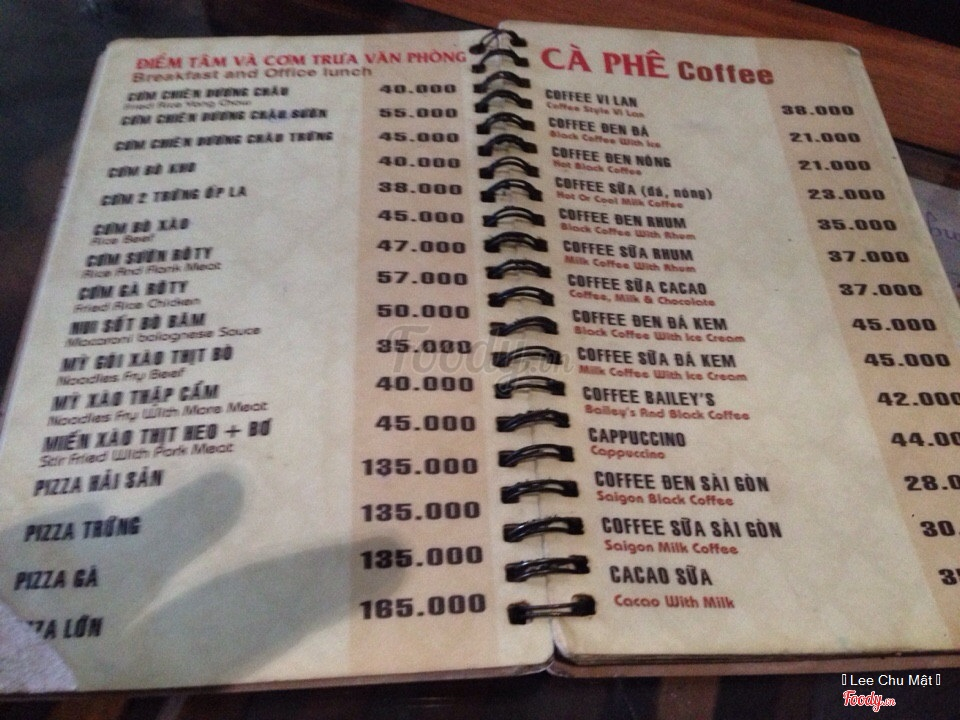 ĐIỂM TÂM VÀ CƠM TRƯA VĂN PHÒNG
Breakfast and Office lunch
CƠM CHIÊN DƯƠNG CHÂU 40.000
Fried Rice Yang Chow
CƠM CHIÊN DƯƠNG CHÂU SƯỜN 55.000
CƠM CHIÊN DƯƠNG CHÂU TRỨNG 45.000
CƠM BÒ KHO 40.000
CƠM 2 TRỨNG ỐP LA 38.000
CƠM BÒ XÀO 45.000
Rice Beef
CƠM SƯỜN RÔTY 47.000
Rice And Flank Meat
CƠM GÀ RÔTY 57.000
Fried Rice Chicken
NUI SỐT BÒ BẰM 50.000
Macaroni bolognese Sauce
MỲ GÓI XÀO THỊT BÒ 35.000
Noodles Fry Beef
MỲ XÀO THẬP CẨM 40.000
Noodles Fry With More Meat
MIẾN XÀO THỊT HEO + BƠ 45.000
Stir Fried With Pork Meat
PIZZA HẢI SẢN 135.000
PIZZA TRỨNG 135.000
PIZZA GÀ 135.000
ZA LỚN 165.000
CÀ PHÊ Coffee
COFFEE VI LAN 38.000
Coffee Style Vi Lan
COFFEE ĐEN ĐÁ 21.000
Black Coffee With Ice
COFFEE ĐEN NÓNG 21.000
Hot Black Coffee
COFFEE SỮA (đá, nóng) 23.000
Hot Or Cool Milk Coffee
COFFEE ĐEN RHUM 35.000
Black Coffee With Rhum
COFFEE SỮA RHUM 37.000
Milk Coffee With Rhum
COFFEE SỮA CACAO 37.000
Coffee, Milk & Chocolate
COFFEE ĐEN ĐÁ KEM 45.000
Black Coffee With Ice Cream
COFFEE SỮA ĐÁ KEM 45.000
Milk Coffee With Ice Cream
COFFEE BAILEY'S 42.000
Bailey's And Black Coffee
CAPPUCCINO 44.00
Cappuccino
COFFEE ĐEN SÀI GÒN 28.0
Saigon Black Coffee
COFFEE SỮA SÀI GÒN 30.
Saigon Milk Coffee
CACAO SỮA 3
Cacao With Milk
Foody.vn
Lee Chu Mật
Foody.vn